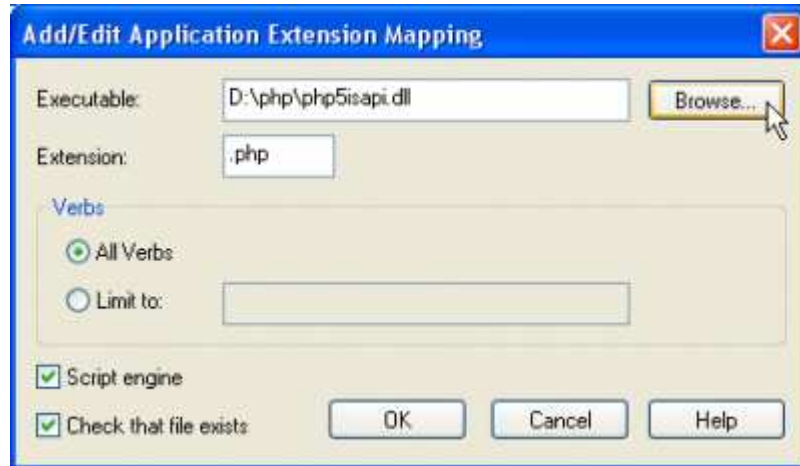 Add/Edit Application Extension Mapping
Executable: D:\php\php5isapi.dll Browse...
Extension: .php
Verbs
All Verbs
Limit to:
Script engine
Check that file exists OK Cancel Help